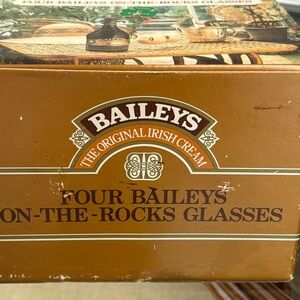 FOUR BAILEYS ON-THE-ROCKS GLASSES
BAILEYS
THE ORIGINAL IRISH CREAM
FOUR BAILEYS
ON-THE-ROCKS GLASSES